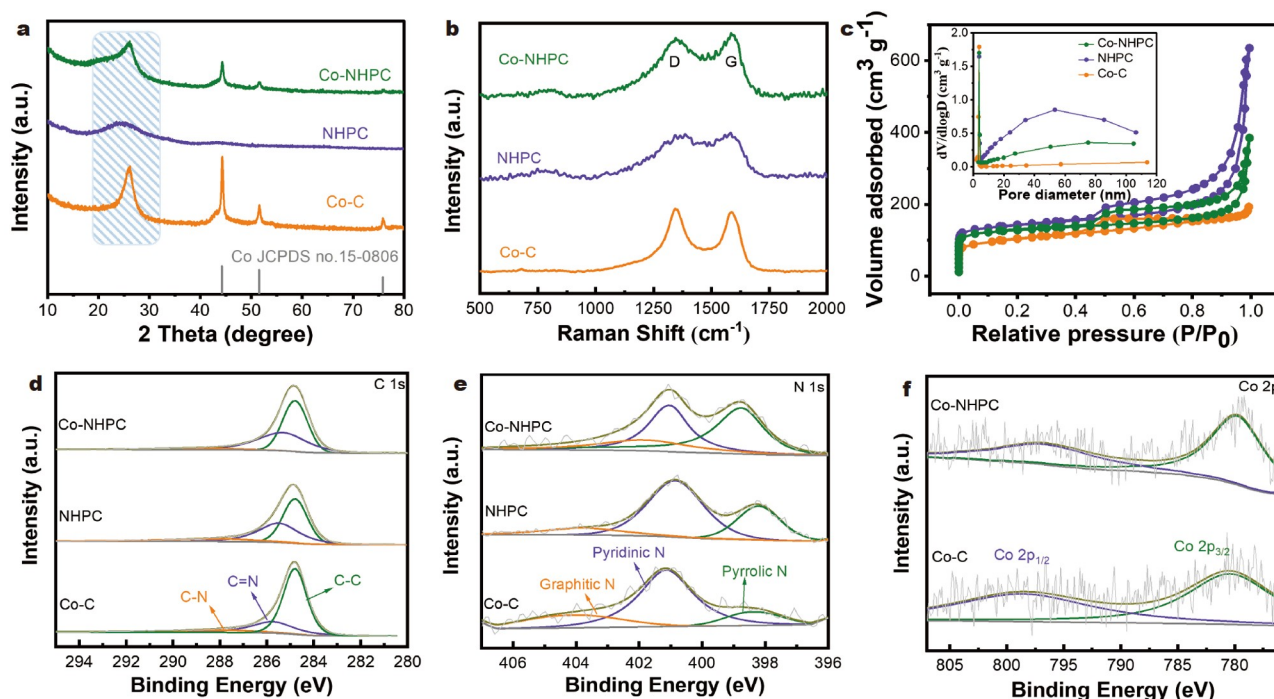 a
Co-NHPC
NHPC
Co-C
Co JCPDS no.15-0806
Intensity (a.u.)
10 20 30 40 50 60 70 80
2 Theta (degree)
b
Co-NHPC
D G
NHPC
Co-C
Intensity (a.u.)
500 750 1000 1250 1500 1750 2000
Raman Shift (cm-1)
c
Volume adsorbed (cm3 g-1)
600
400
200
0
0.0 0.2 0.4 0.6 0.8 1.0
Relative pressure (P/P0)
dV/dlogD (cm3 g-1)
2.0
1.5
1.0
0.5
0.0
Co-NHPC
NHPC
Co-C
0 20 40 60 80 100 120
Pore diameter (nm)
d
C 1s
Co-NHPC
NHPC
Co-C
C-N
C=N
C-C
Intensity (a.u.)
294 292 290 288 286 284 282 280
Binding Energy (eV)
e
N 1s
Co-NHPC
NHPC
Pyridinic N
Graphitic N
Pyrrolic N
Co-C
Intensity (a.u.)
406 404 402 400 398 396
Binding Energy (eV)
f
Co 2p
Co-NHPC
Co-C
Co 2p1/2
Co 2p3/2
Intensity (a.u.)
805 800 795 790 785 780
Binding Energy (eV)